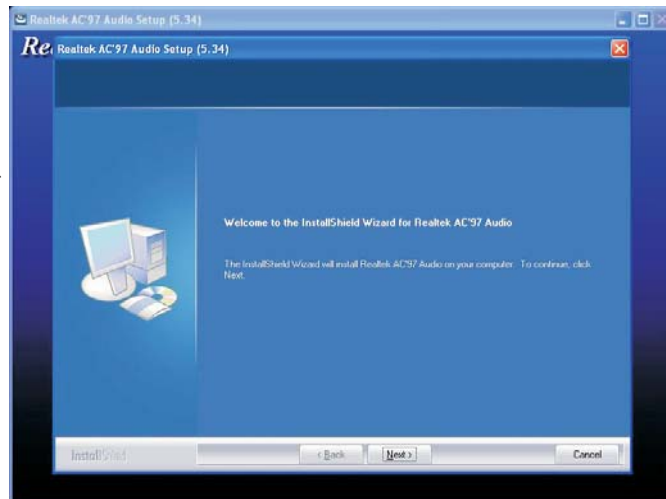 Realtek AC'97 Audio Setup (5.34)
Re
Realtek AC'97 Audio Setup (5.34)
Welcome to the InstallShield Wizard for Realtek AC'97 Audio
The InstallShield Wizard will install Realtek AC'97 Audio on your computer. To continue, click
Next.
InstallShield
< Back
Next >
Cancel